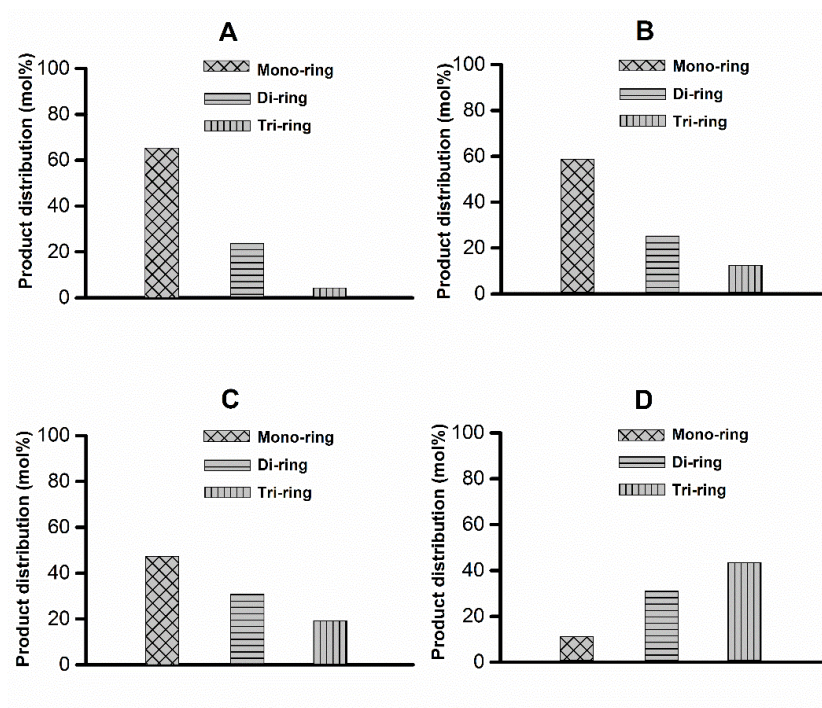 A
Product distribution (mol%)
100
80
60
40
20
0
Mono-ring
Di-ring
Tri-ring
B
Product distribution (mol%)
100
80
60
40
20
0
Mono-ring
Di-ring
Tri-ring
C
Product distribution (mol%)
100
80
60
40
20
0
Mono-ring
Di-ring
Tri-ring
D
Product distribution (mol%)
100
80
60
40
20
0
Mono-ring
Di-ring
Tri-ring